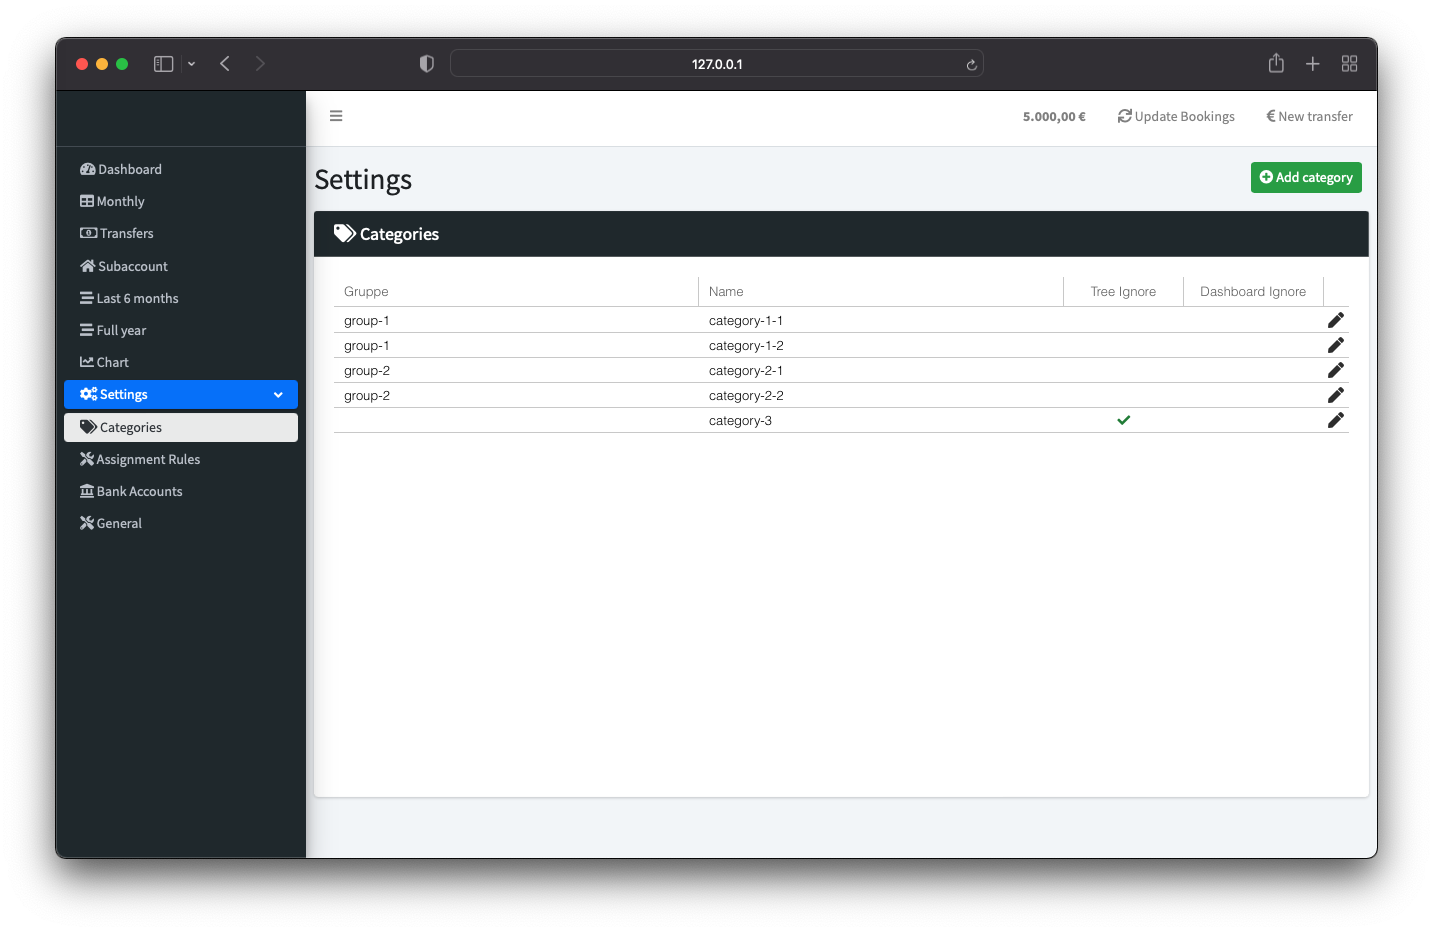 127.0.0.1
5.000,00 € Update Bookings € New transfer
Dashboard
Monthly
Transfers
Subaccount
Last 6 months
Full year
Chart
Settings
Categories
Assignment Rules
Bank Accounts
General
Settings
Add category
Categories
Gruppe Name Tree Ignore Dashboard Ignore
group-1 category-1-1
group-1 category-1-2
group-2 category-2-1
group-2 category-2-2
category-3